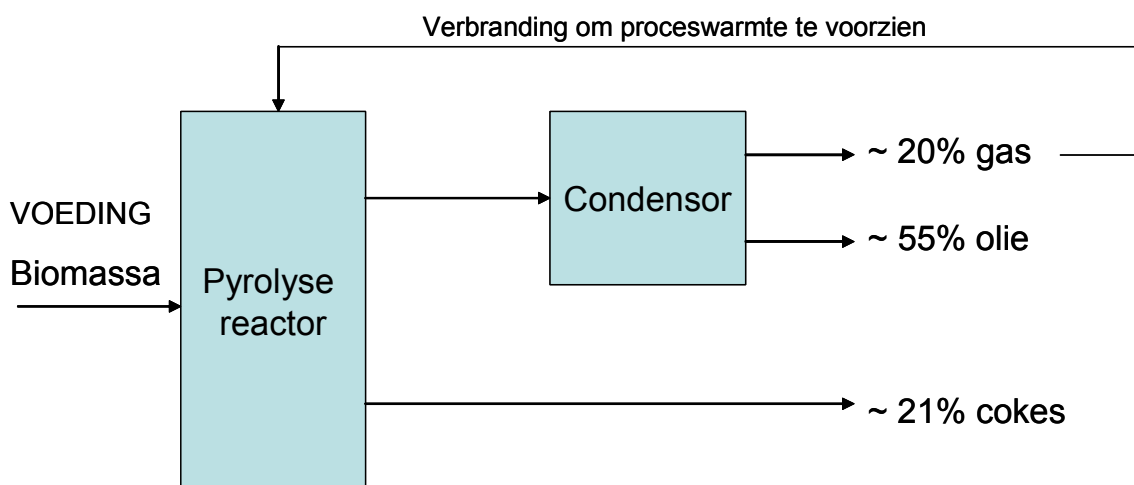 Verbranding om proceswarmte te voorzien
VOEDING
Biomassa
Pyrolyse
reactor
Condensor
~ 20% gas
~ 55% olie
~ 21% cokes